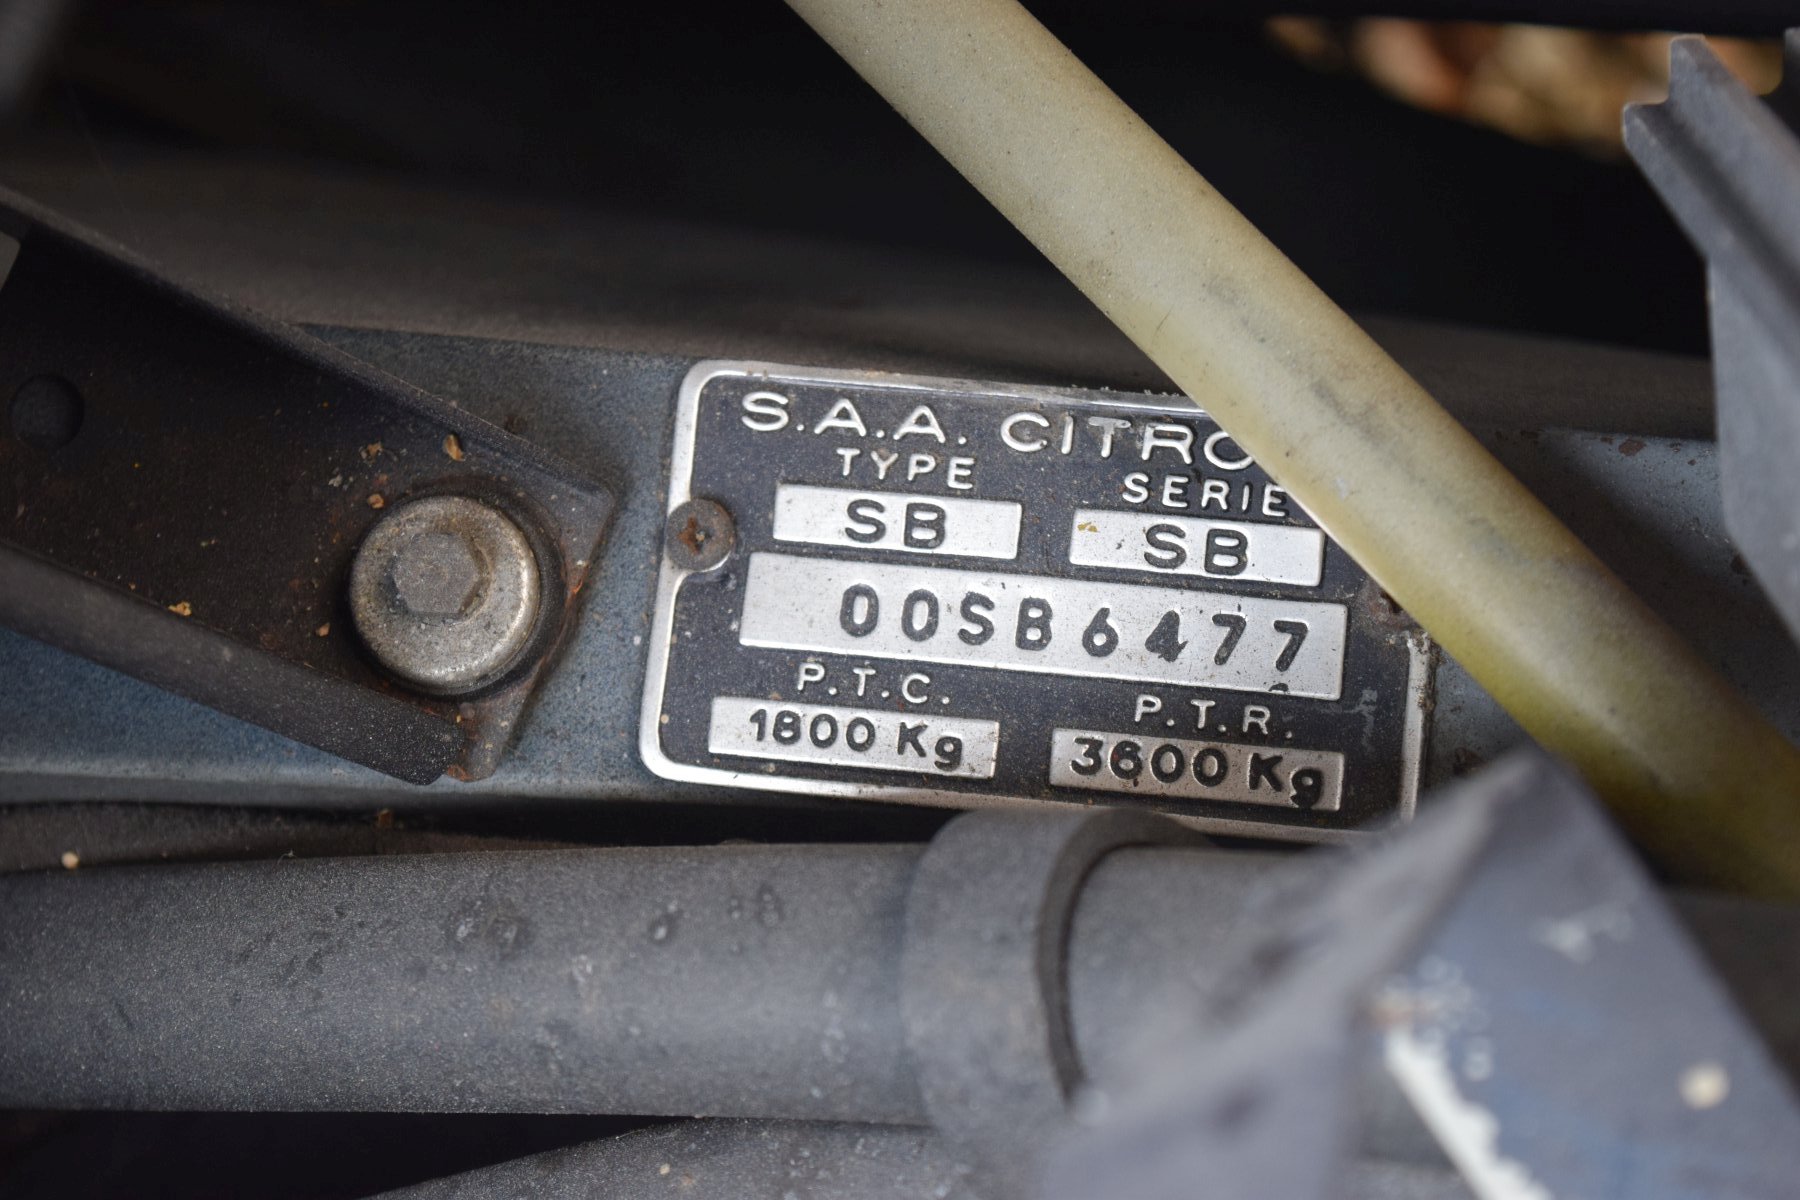 S.A.A. CITRO
TYPE SERIE
SB SB
00SB6477
P.T.C. P.T.R.
1800 Kg 3600 Kg